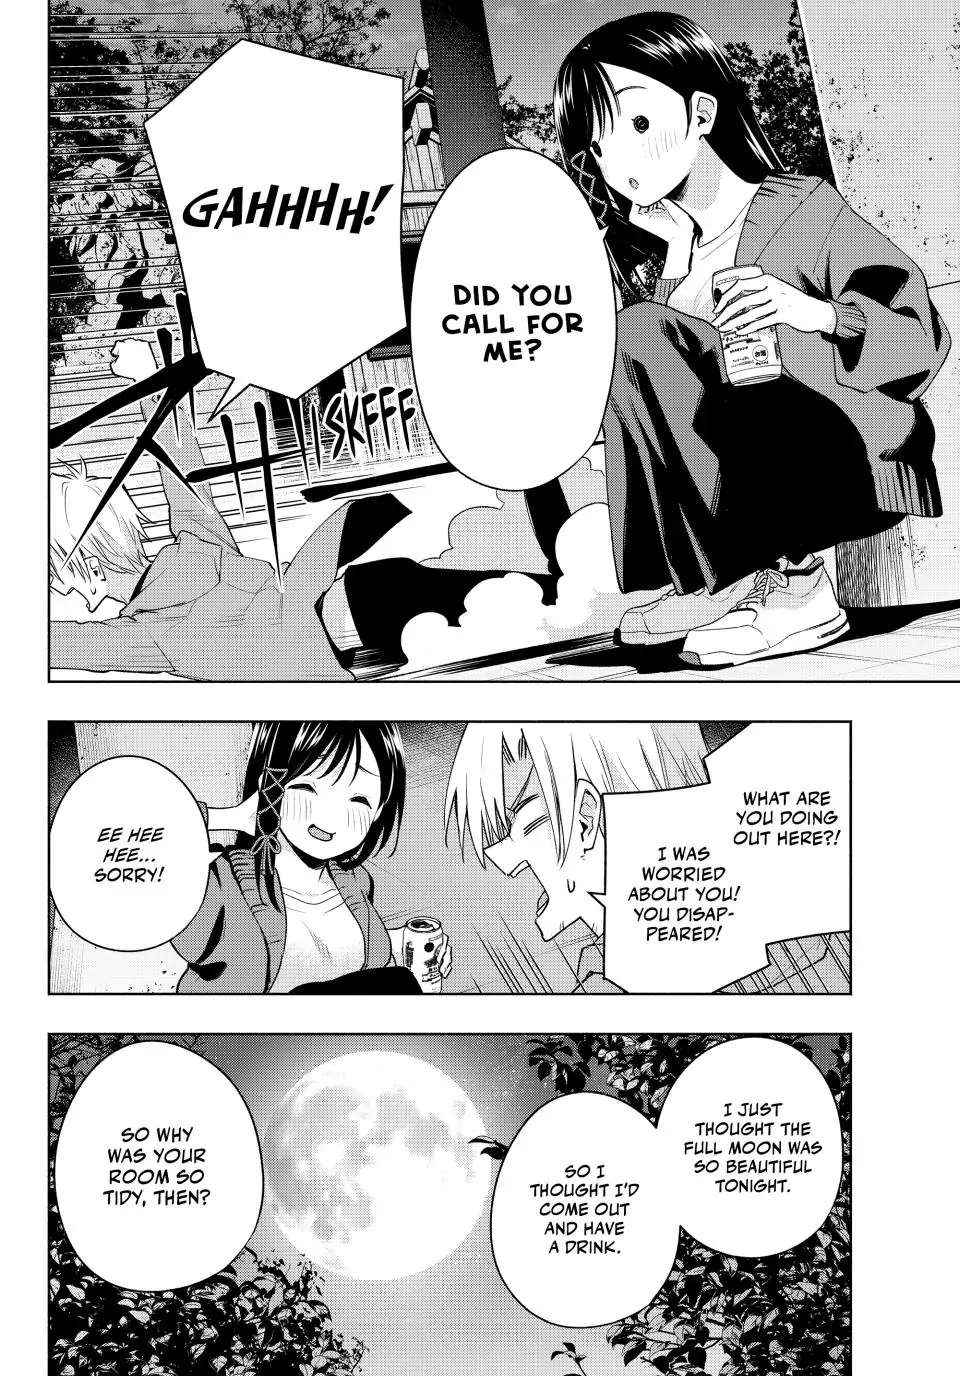 DID YOU
CALL FOR
ME?
GAHHHH!
SKFFF
WHAT ARE
YOU DOING
OUT HERE?!
I WAS
WORRIED
ABOUT YOU!
YOU DISAP-
PEARED!
EE HEE
HEE...
SORRY!
I JUST
THOUGHT THE
FULL MOON WAS
SO BEAUTIFUL
TONIGHT.
SO I
THOUGHT I'D
COME OUT
AND HAVE
A DRINK.
SO WHY
WAS YOUR
ROOM SO
TIDY, THEN?